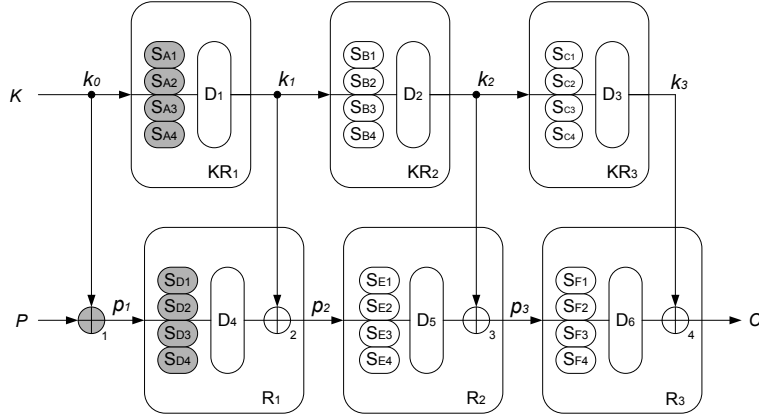 SA1 SB1 SC1
K k0 SA2 D1 k1 SB2 D2 k2 SC2 D3 k3
SA3 SB3 SC3
SA4 SB4 SC4
KR1 KR2 KR3
SD1 SE1 SF1
P 1 p1 SD2 D4 2 p2 SE2 D5 3 p3 SF2 D6 4 C
SD3 SE3 SF3
SD4 SE4 SF4
R1 R2 R3